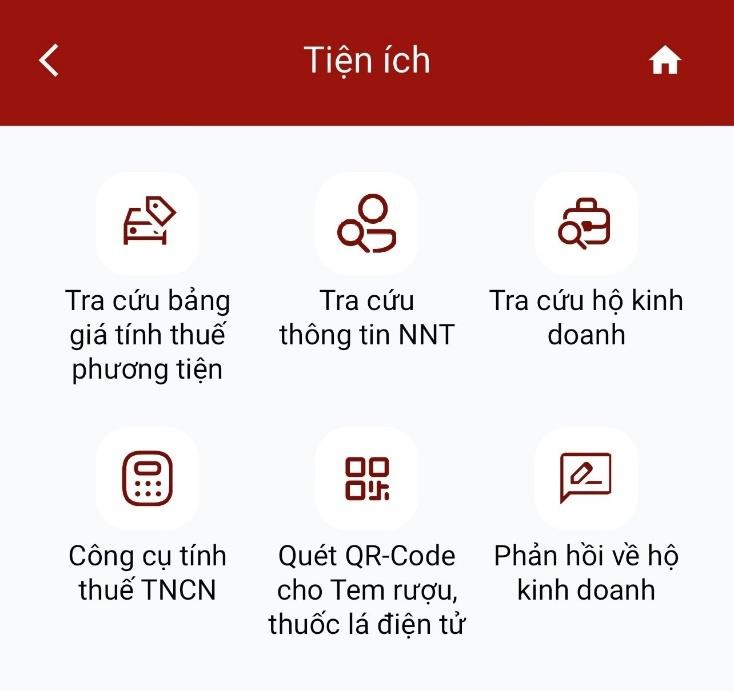 Tiện ích
Tra cứu bảng
giá tính thuế
phương tiện
Tra cứu
thông tin NNT
Tra cứu hộ kinh
doanh
Công cụ tính
thuế TNCN
Quét QR-Code
cho Tem rượu,
thuốc lá điện tử
Phản hồi về hộ
kinh doanh